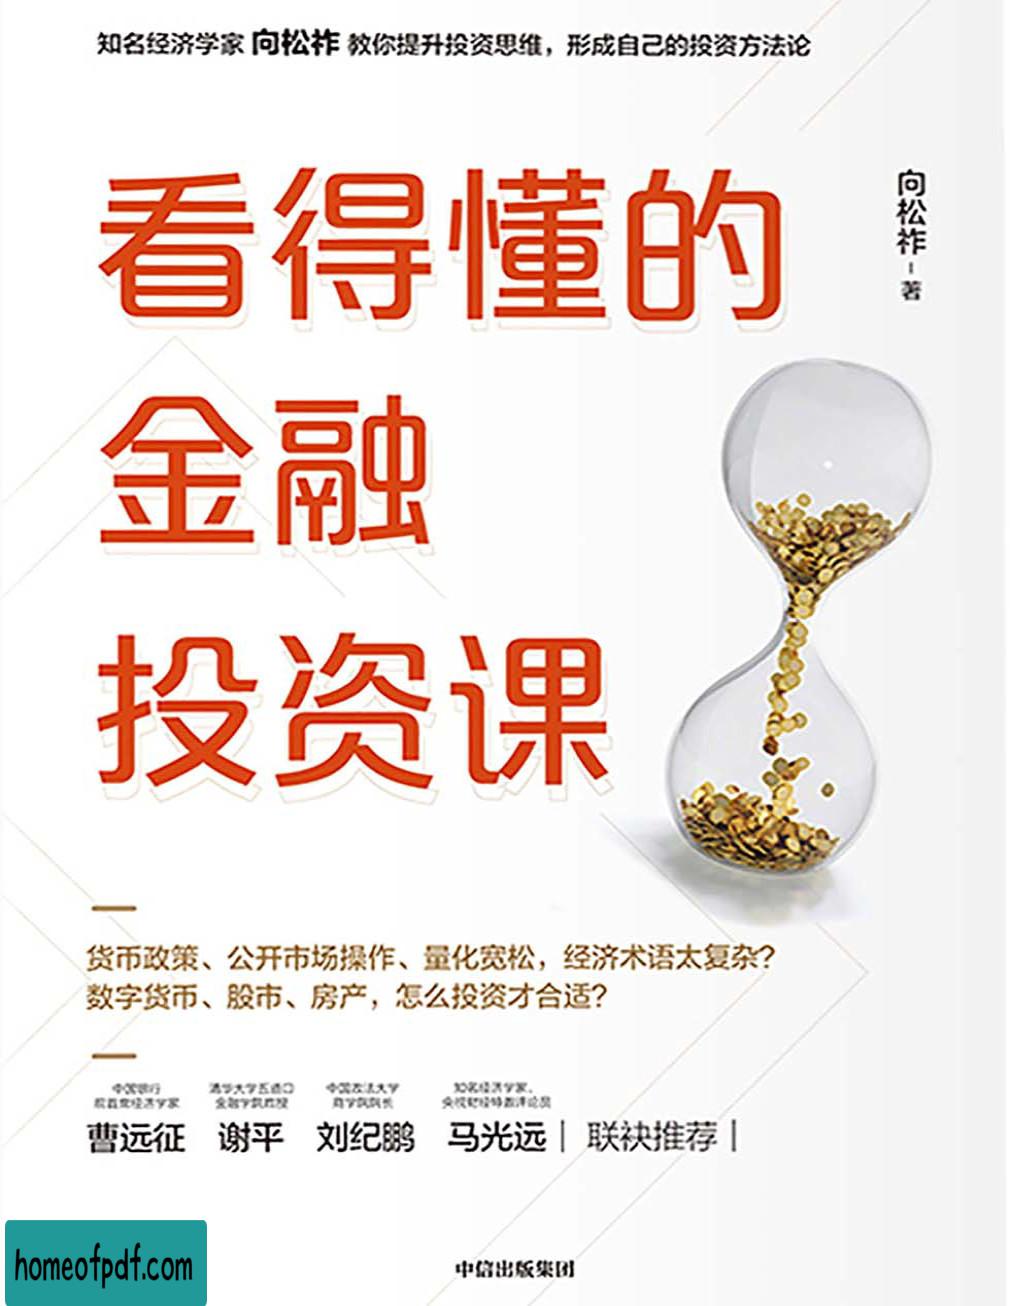 知名经济学家 向松祚 教你提升投资思维，形成自己的投资方法论
看得懂的
金融
投资课
向松祚 著
货币政策、公开市场操作、量化宽松，经济术语太复杂？
数字货币、股市、房产，怎么投资才合适？
中国银行
前首席经济学家
曹远征
清华大学五道口
金融学院教授
谢平
中国政法大学
商学院院长
刘纪鹏
知名经济学家、
央视财经特邀评论员
马光远
联袂推荐
中信出版集团
homeofpdf.com